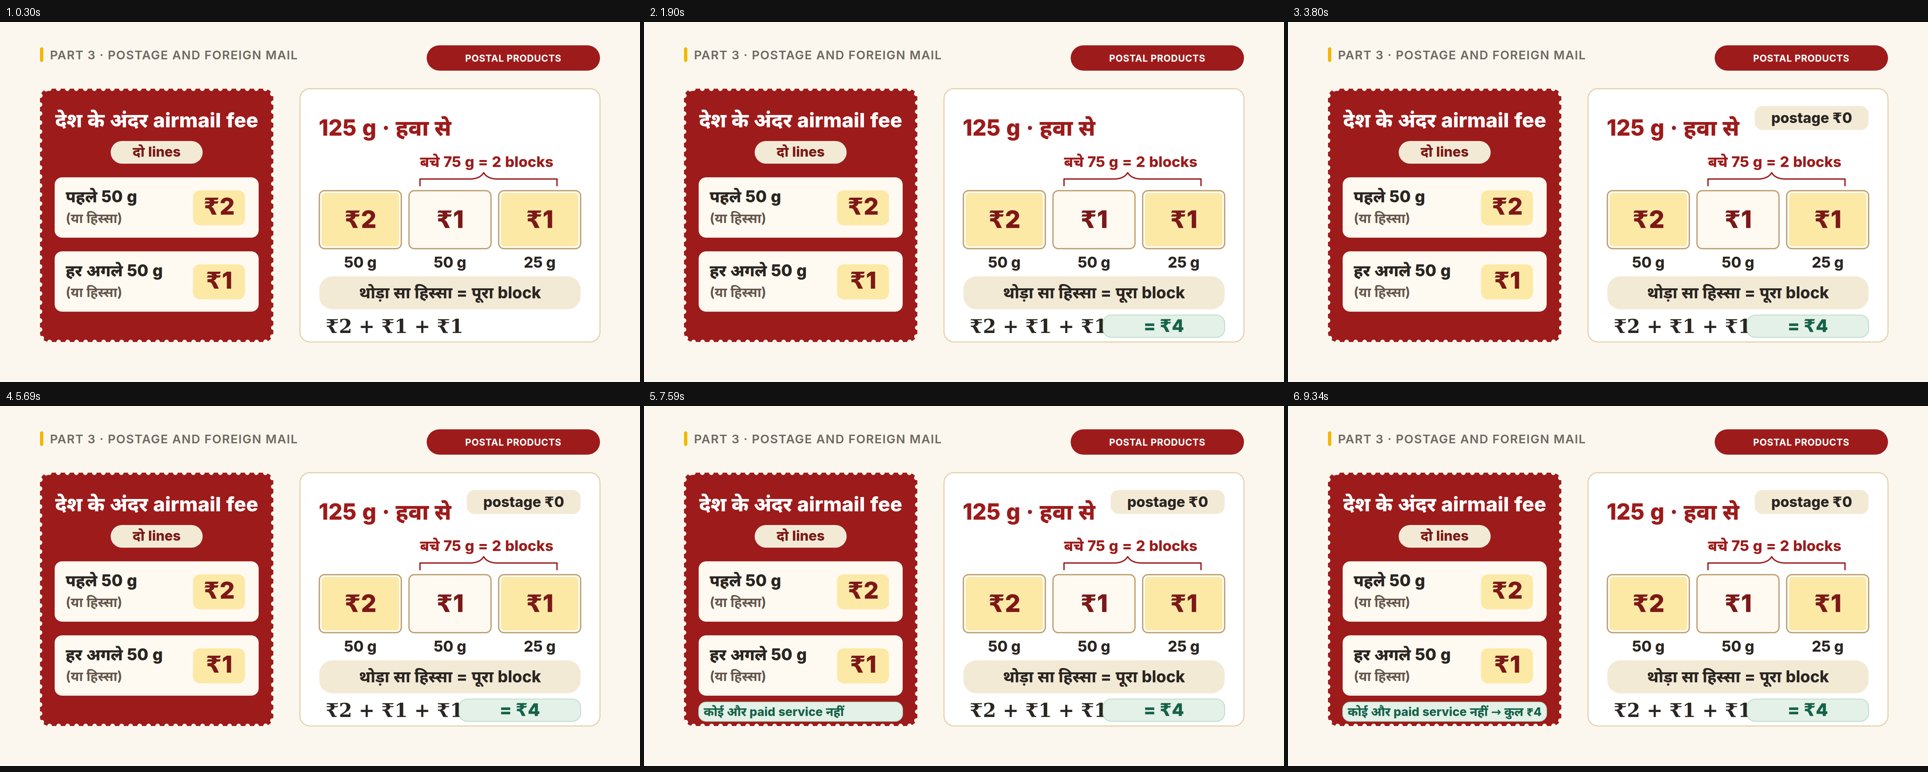 1. 0.30s
PART 3 · POSTAGE AND FOREIGN MAIL
POSTAL PRODUCTS
देश के अंदर airmail fee
दो lines
पहले 50 g
(या हिस्सा)
₹2
हर अगले 50 g
(या हिस्सा)
₹1
125 g · हवा से
बचे 75 g = 2 blocks
₹2 ₹1 ₹1
50 g 50 g 25 g
थोड़ा सा हिस्सा = पूरा block
₹2 + ₹1 + ₹1
2. 1.90s
PART 3 · POSTAGE AND FOREIGN MAIL
POSTAL PRODUCTS
देश के अंदर airmail fee
दो lines
पहले 50 g
(या हिस्सा)
₹2
हर अगले 50 g
(या हिस्सा)
₹1
125 g · हवा से
बचे 75 g = 2 blocks
₹2 ₹1 ₹1
50 g 50 g 25 g
थोड़ा सा हिस्सा = पूरा block
₹2 + ₹1 + ₹1 = ₹4
3. 3.80s
PART 3 · POSTAGE AND FOREIGN MAIL
POSTAL PRODUCTS
देश के अंदर airmail fee
दो lines
पहले 50 g
(या हिस्सा)
₹2
हर अगले 50 g
(या हिस्सा)
₹1
125 g · हवा से
postage ₹0
बचे 75 g = 2 blocks
₹2 ₹1 ₹1
50 g 50 g 25 g
थोड़ा सा हिस्सा = पूरा block
₹2 + ₹1 + ₹1 = ₹4
4. 5.69s
PART 3 · POSTAGE AND FOREIGN MAIL
POSTAL PRODUCTS
देश के अंदर airmail fee
दो lines
पहले 50 g
(या हिस्सा)
₹2
हर अगले 50 g
(या हिस्सा)
₹1
125 g · हवा से
postage ₹0
बचे 75 g = 2 blocks
₹2 ₹1 ₹1
50 g 50 g 25 g
थोड़ा सा हिस्सा = पूरा block
₹2 + ₹1 + ₹1 = ₹4
5. 7.59s
PART 3 · POSTAGE AND FOREIGN MAIL
POSTAL PRODUCTS
देश के अंदर airmail fee
दो lines
पहले 50 g
(या हिस्सा)
₹2
हर अगले 50 g
(या हिस्सा)
₹1
कोई और paid service नहीं
125 g · हवा से
postage ₹0
बचे 75 g = 2 blocks
₹2 ₹1 ₹1
50 g 50 g 25 g
थोड़ा सा हिस्सा = पूरा block
₹2 + ₹1 + ₹1 = ₹4
6. 9.34s
PART 3 · POSTAGE AND FOREIGN MAIL
POSTAL PRODUCTS
देश के अंदर airmail fee
दो lines
पहले 50 g
(या हिस्सा)
₹2
हर अगले 50 g
(या हिस्सा)
₹1
कोई और paid service नहीं → कुल ₹4
125 g · हवा से
postage ₹0
बचे 75 g = 2 blocks
₹2 ₹1 ₹1
50 g 50 g 25 g
थोड़ा सा हिस्सा = पूरा block
₹2 + ₹1 + ₹1 = ₹4